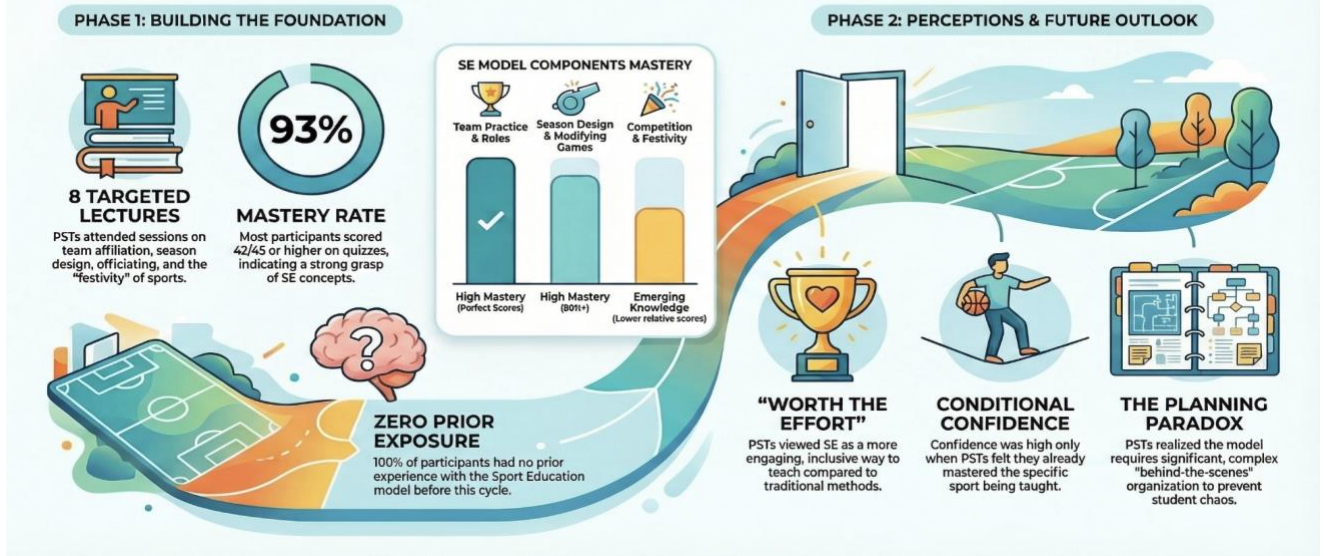 PHASE 1: BUILDING THE FOUNDATION
8 TARGETED
LECTURES
PSTs attended sessions on
team affiliation, season
design, officiating, and the
“festivity” of sports.
93%
MASTERY RATE
Most participants scored
42/45 or higher on quizzes,
indicating a strong grasp
of SE concepts.
SE MODEL COMPONENTS MASTERY
Team Practice
& Roles
Season Design
& Modifying
Games
Competition
& Festivity
High Mastery
(Porfect Scores)
High Mastery
(801t+)
Emerging
Knowledge
(Lower relative scores)
?
ZERO PRIOR
EXPOSURE
100% of participants had no prior
experience with the Sport Education
model before this cycle.
PHASE 2: PERCEPTIONS & FUTURE OUTLOOK
“WORTH THE
EFFORT”
PSTs viewed SE as a more
engaging, inclusive way to
teach compared to
traditional methods.
CONDITIONAL
CONFIDENCE
Confidence was high only
when PSTs felt they already
mastered the specific
sport being taught.
THE PLANNING
PARADOX
PSTs realized the model
requires significant, complex
"behind-the-scenes"
organization to prevent
student chaos.